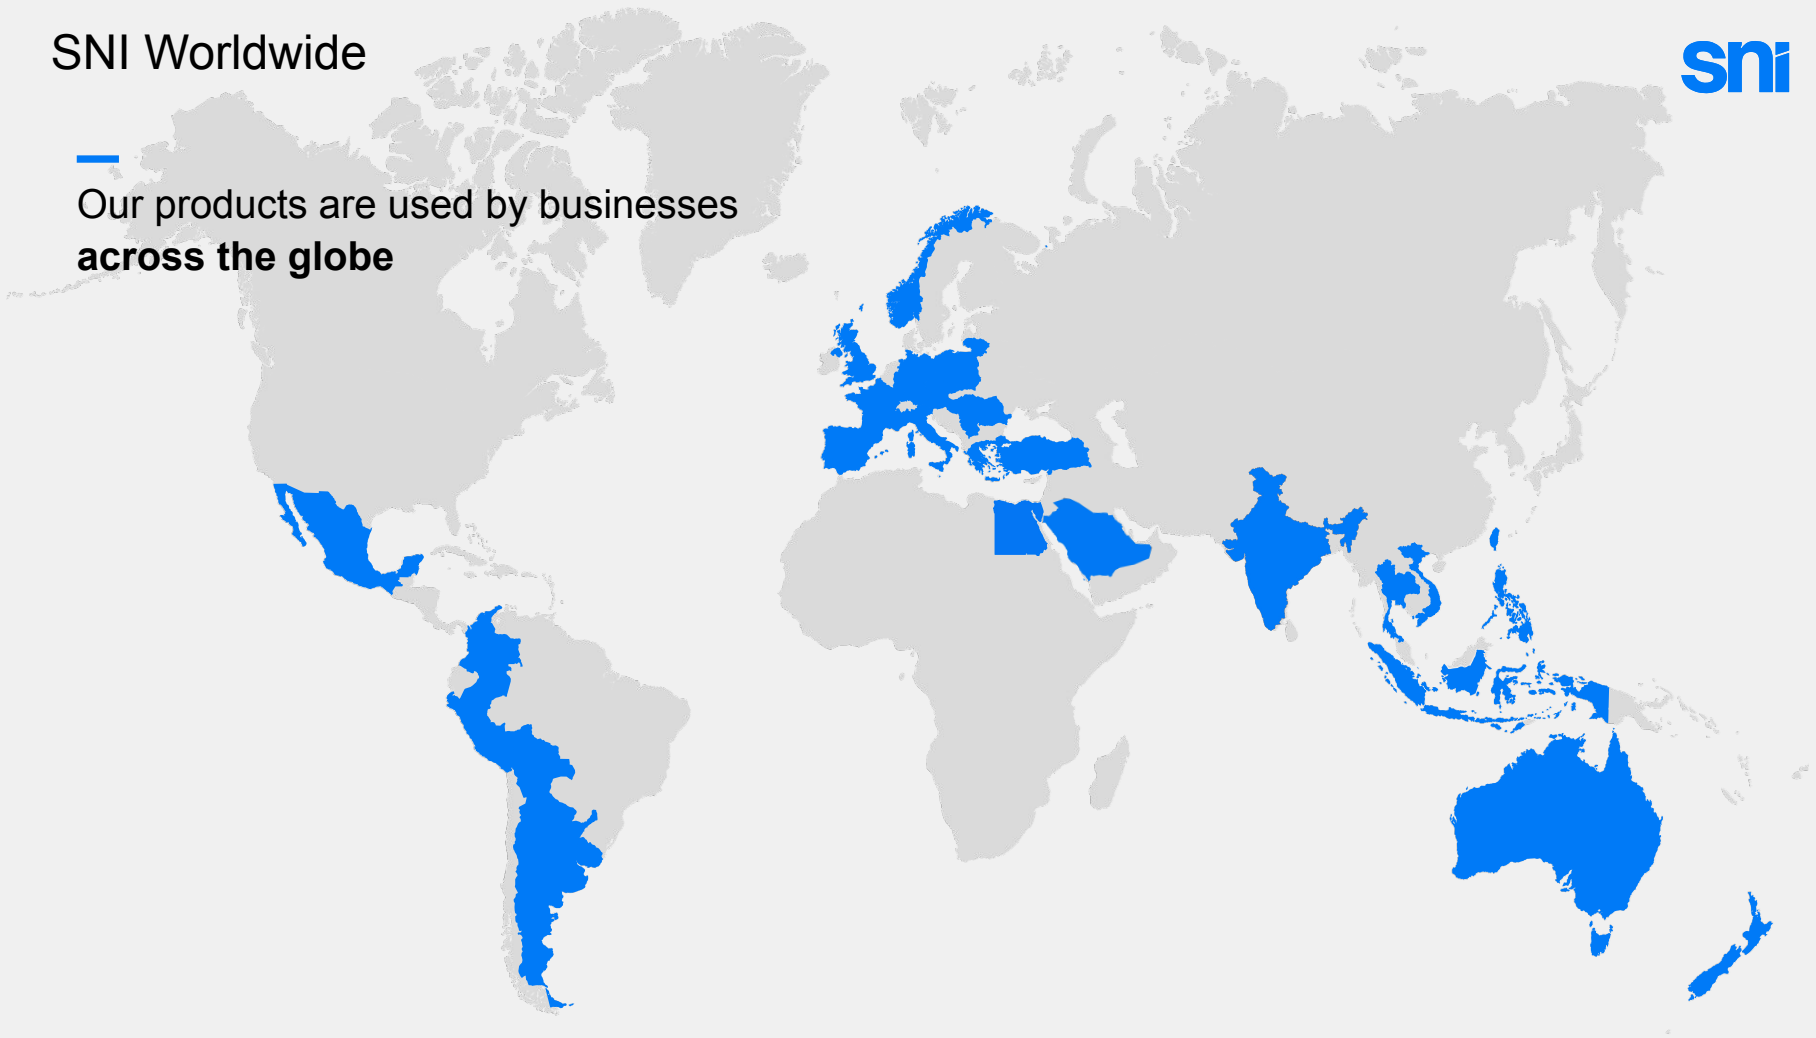 SNI Worldwide
sni
Our products are used by businesses
across the globe